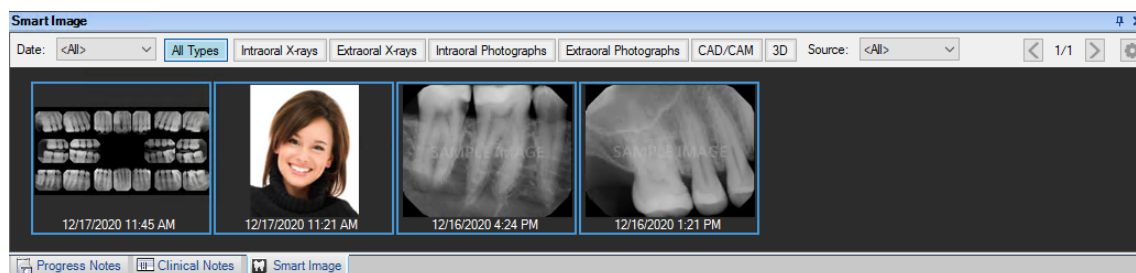 Smart Image
Date: <All> All Types Intraoral X-rays Extraoral X-rays Intraoral Photographs Extraoral Photographs CAD/CAM 3D Source: <All> 1/1
SAMPLE IMAGE SAMPLE IMAGE
12/17/2020 11:45 AM 12/17/2020 11:21 AM 12/16/2020 4:24 PM 12/16/2020 1:21 PM
Progress Notes Clinical Notes Smart Image